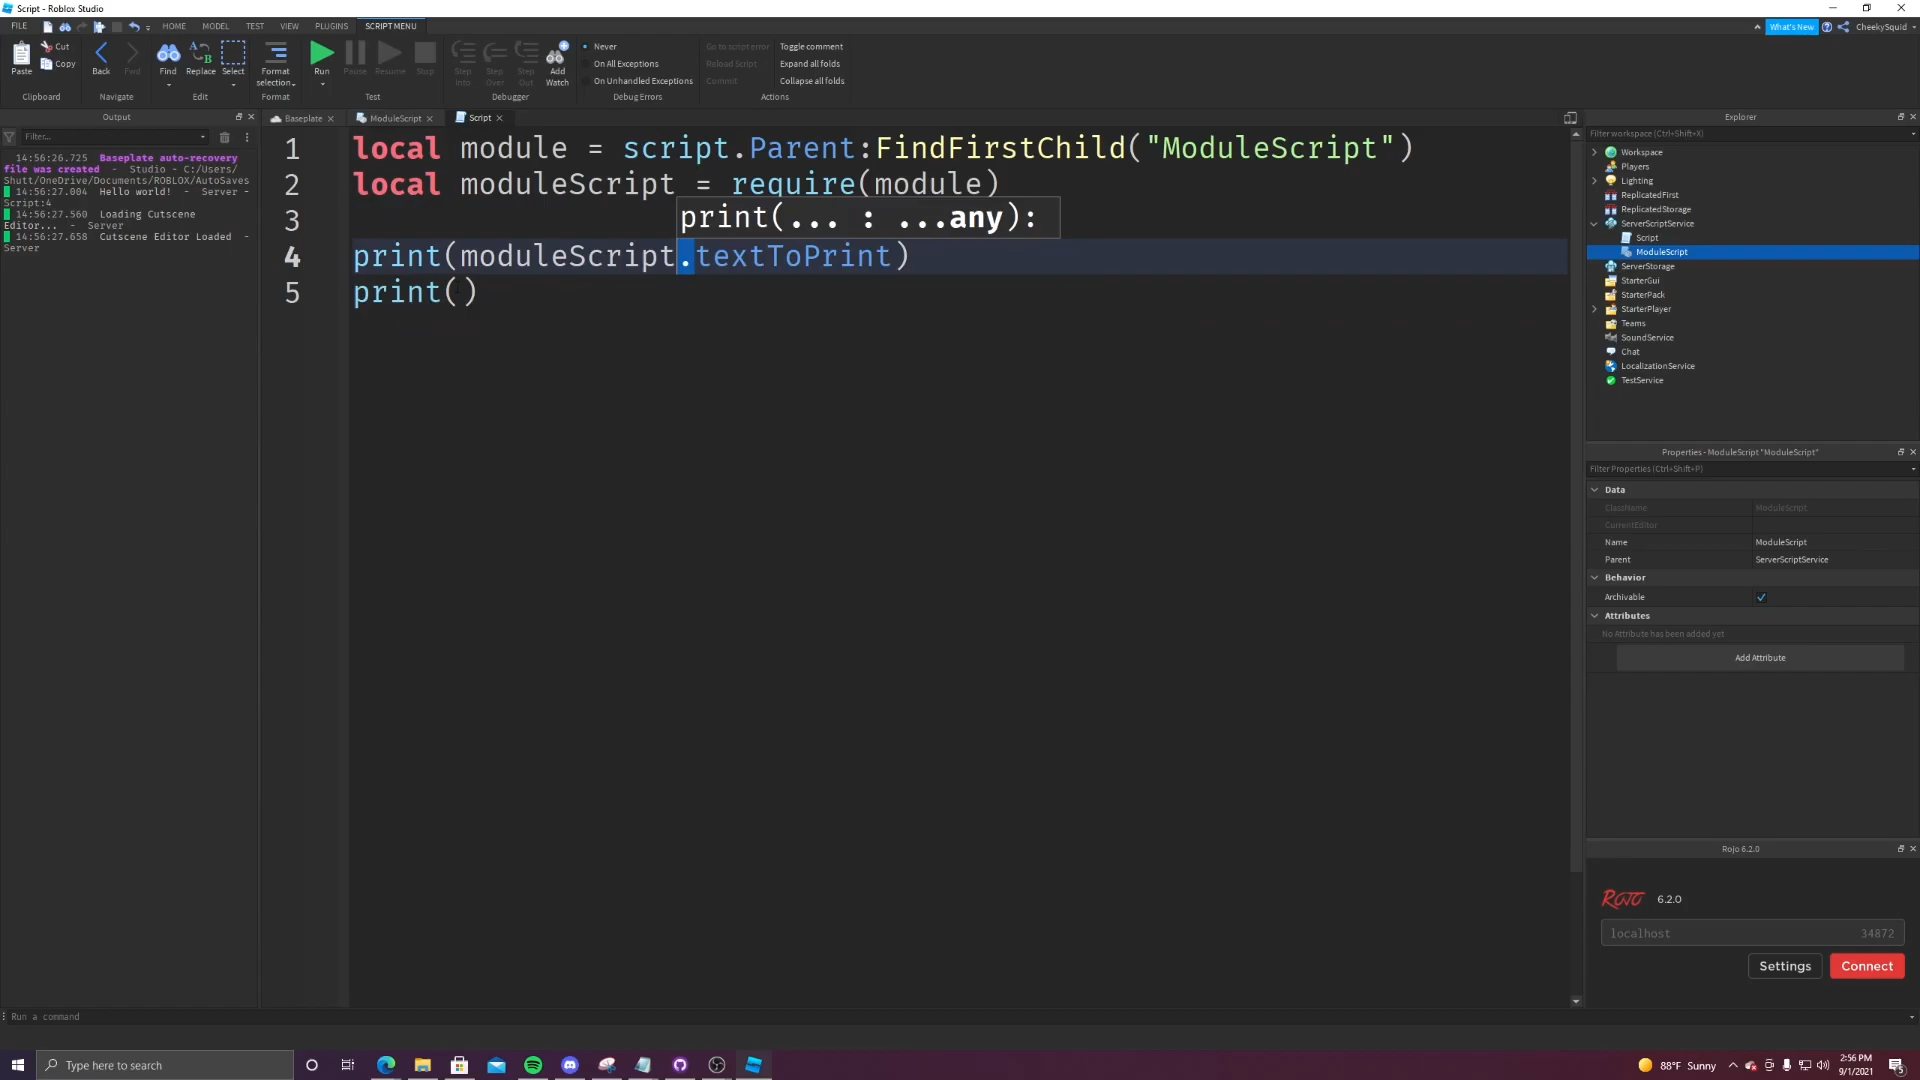 Script - Roblox Studio
FILE HOME MODEL TEST VIEW PLUGINS SCRIPT MENU What's New CheekySquid
Paste Cut Copy Back Fwd Find Replace Select Format selection Run Pause Resume Stop Step Into Step Over Step Out Add Watch
Never
On All Exceptions
On Unhandled Exceptions
Go to script error
Reload Script
Commit
Toggle comment
Expand all folds
Collapse all folds
Clipboard Navigate Edit Format Test Debugger Debug Errors Actions
Output
Filter...
14:56:26.725 Baseplate auto-recovery
file was created - Studio - C:/Users/
Shutt/OneDrive/Documents/ROBLOX/AutoSaves
14:56:27.004 Hello world! - Server -
Script:4
14:56:27.560 Loading Cutscene
Editor... - Server
14:56:27.658 Cutscene Editor Loaded -
Server
Baseplate ModuleScript Script
1 local module = script.Parent:FindFirstChild("ModuleScript")
2 local moduleScript = require(module)
3
print(... : ...any):
4 print(moduleScript.textToPrint)
5 print()
Explorer
Filter workspace (Ctrl+Shift+X)
Workspace
Players
Lighting
ReplicatedFirst
ReplicatedStorage
ServerScriptService
Script
ModuleScript
ServerStorage
StarterGui
StarterPack
StarterPlayer
Teams
SoundService
Chat
LocalizationService
TestService
Properties - ModuleScript "ModuleScript"
Filter Properties (Ctrl+Shift+P)
Data
ClassName ModuleScript
CurrentEditor
Name ModuleScript
Parent ServerScriptService
Behavior
Archivable
Attributes
No Attribute has been added yet
Add Attribute
Rojo 6.2.0
ROJO 6.2.0
localhost 34872
Settings Connect
Run a command
Type here to search
88°F Sunny
2:56 PM
9/1/2021
5